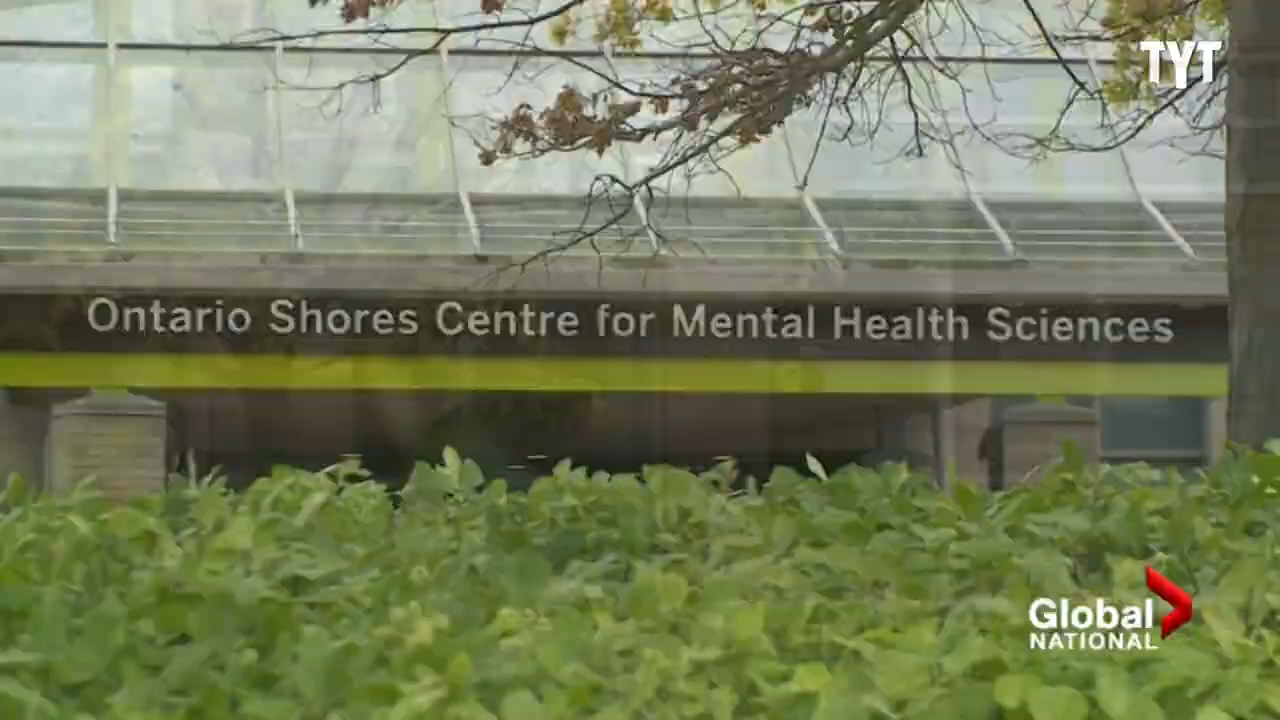 TYT
Ontario Shores Centre for Mental Health Sciences
Global
NATIONAL